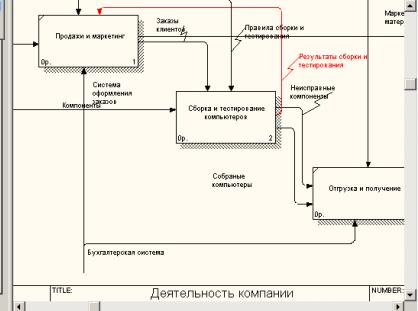 Заказы
клиентов
Марке
матер
Правила сборки и
тестирования
Продажи и маркетинг
0р. 1
Результаты сборки и
тестирования
Система
оформления
заказов
Неисправные
компоненты
Компоненты
Сборка и тестирование
компьютеров
0р. 2
Собраные
компьютеры
Отгрузка и получение
0р.
Бухгалтерская система
TITLE: Деятельность компании NUMBER: